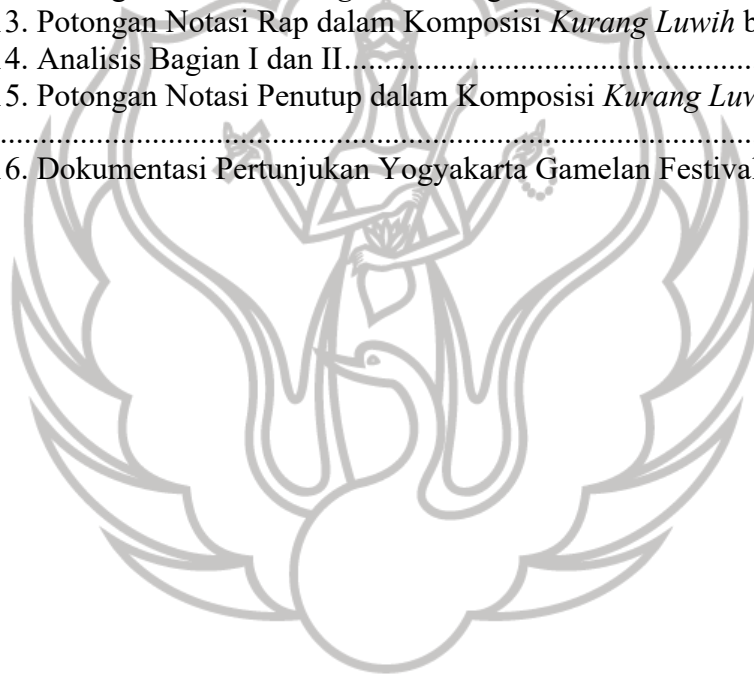 3. Potongan Notasi Rap dalam Komposisi Kurang Luwih b
4. Analisis Bagian I dan II..........................................................
5. Potongan Notasi Penutup dalam Komposisi Kurang Luw
....................................................................................................
6. Dokumentasi Pertunjukan Yogyakarta Gamelan Festival